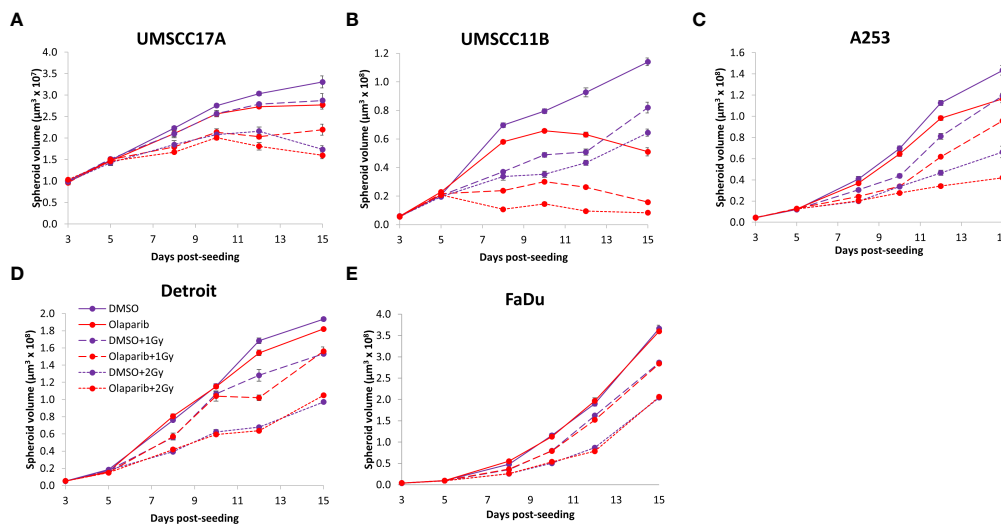 A
UMSCC17A
Spheroid volume (µm³ x 10⁷)
4.0
3.5
3.0
2.5
2.0
1.5
1.0
0.5
0.0
3 5 7 9 11 13 15
Days post-seeding
B
UMSCC11B
Spheroid volume (µm³ x 10⁸)
1.2
1.0
0.8
0.6
0.4
0.2
0.0
3 5 7 9 11 13 15
Days post-seeding
C
A253
Spheroid volume (µm³ x 10⁸)
1.6
1.4
1.2
1.0
0.8
0.6
0.4
0.2
0.0
3 5 7 9 11 13
Days post-seeding
D
Detroit
Spheroid volume (µm³ x 10⁸)
2.0
1.8
1.6
1.4
1.2
1.0
0.8
0.6
0.4
0.2
0.0
DMSO
Olaparib
DMSO+1Gy
Olaparib+1Gy
DMSO+2Gy
Olaparib+2Gy
3 5 7 9 11 13 15
Days post-seeding
E
FaDu
Spheroid volume (µm³ x 10⁸)
4.0
3.5
3.0
2.5
2.0
1.5
1.0
0.5
0.0
3 5 7 9 11 13 15
Days post-seeding